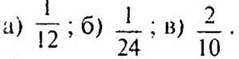 а) 1/12 ; б) 1/24 ; в) 2/10 .